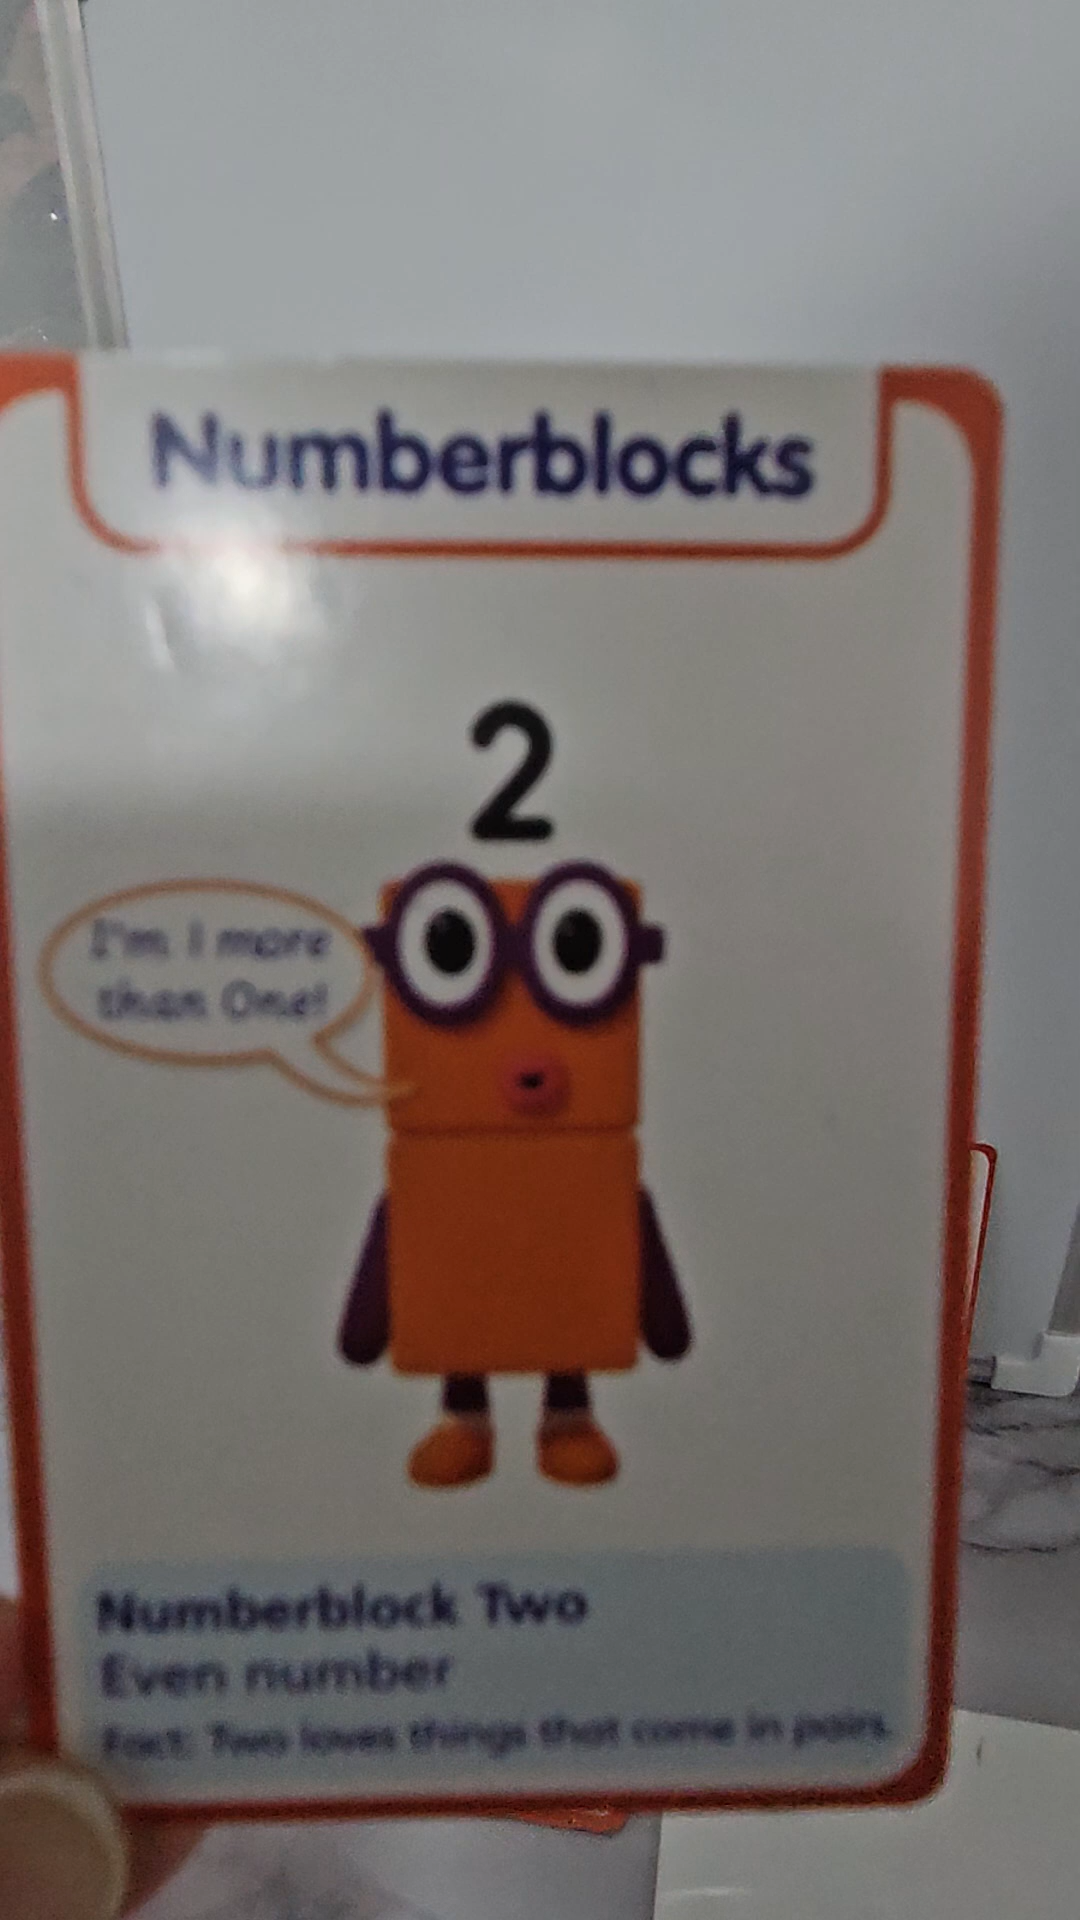 Numberblocks
2
I'm 1 more
than One!
Numberblock Two
Even number
Fact: Two loves things that come in pairs.